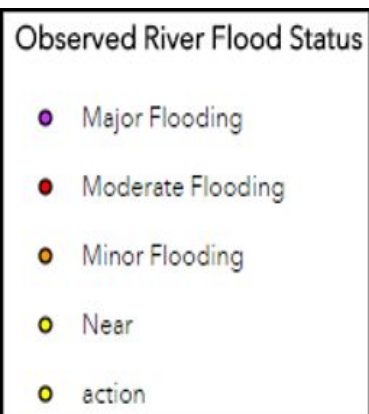 Observed River Flood Status
Major Flooding
Moderate Flooding
Minor Flooding
Near
action